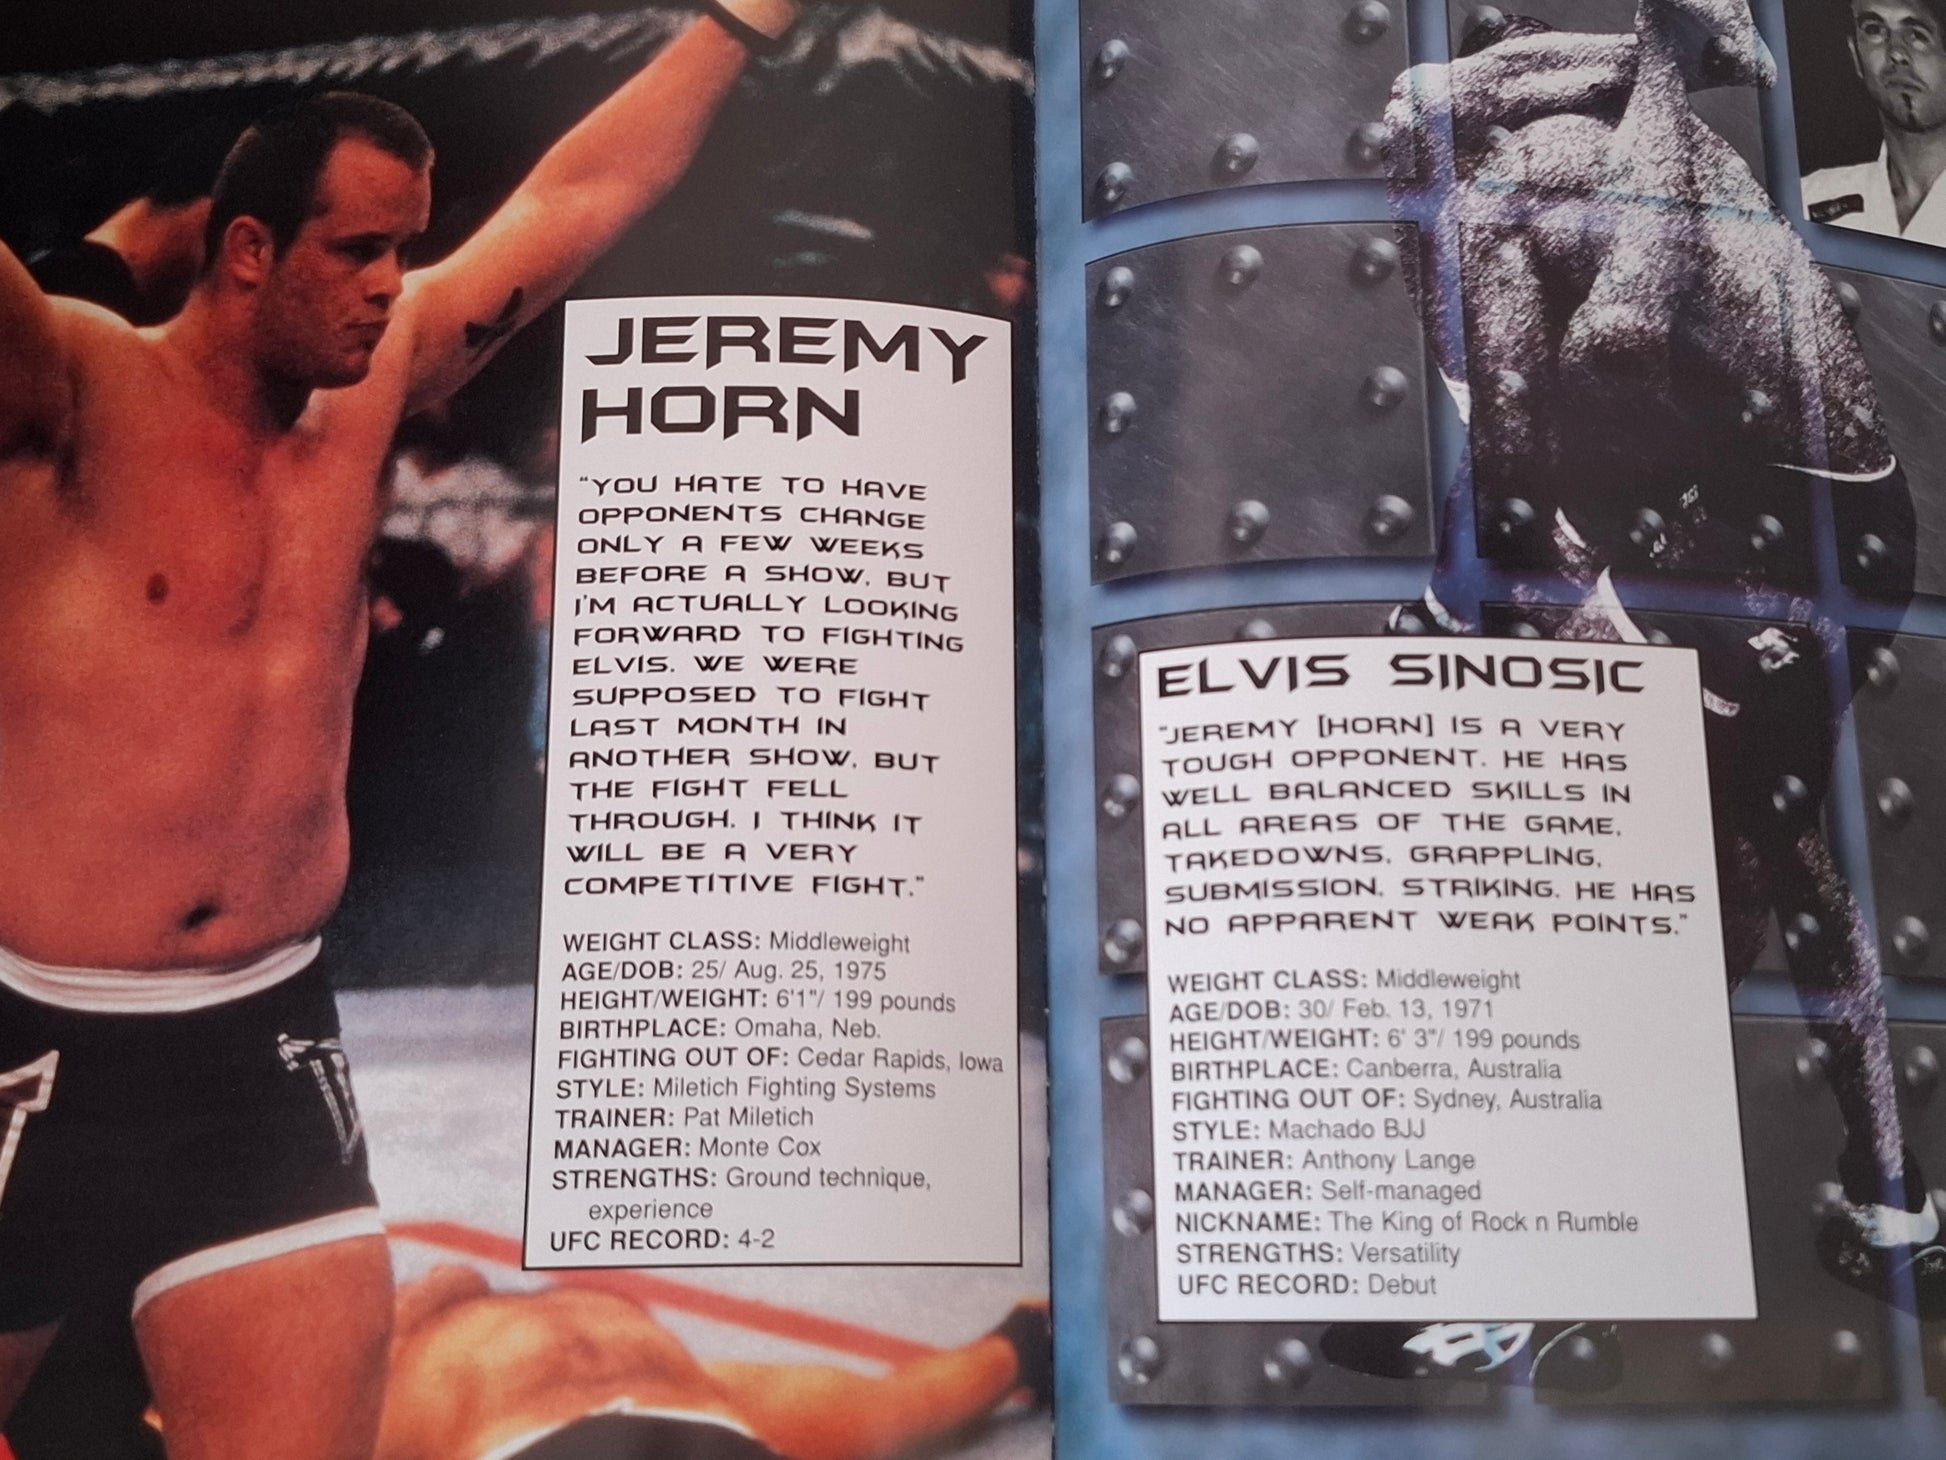 JEREMY
HORN
"YOU HATE TO HAVE
OPPONENTS CHANGE
ONLY A FEW WEEKS
BEFORE A SHOW, BUT
I'M ACTUALLY LOOKING
FORWARD TO FIGHTING
ELVIS. WE WERE
SUPPOSED TO FIGHT
LAST MONTH IN
ANOTHER SHOW, BUT
THE FIGHT FELL
THROUGH. I THINK IT
WILL BE A VERY
COMPETITIVE FIGHT."
WEIGHT CLASS: Middleweight
AGE/DOB: 25/ Aug. 25, 1975
HEIGHT/WEIGHT: 6'1"/ 199 pounds
BIRTHPLACE: Omaha, Neb.
FIGHTING OUT OF: Cedar Rapids, Iowa
STYLE: Miletich Fighting Systems
TRAINER: Pat Miletich
MANAGER: Monte Cox
STRENGTHS: Ground technique,
experience
UFC RECORD: 4-2
ELVIS SINOSIC
"JEREMY [HORN] IS A VERY
TOUGH OPPONENT. HE HAS
WELL BALANCED SKILLS IN
ALL AREAS OF THE GAME,
TAKEDOWNS, GRAPPLING,
SUBMISSION, STRIKING. HE HAS
NO APPARENT WEAK POINTS."
WEIGHT CLASS: Middleweight
AGE/DOB: 30/ Feb. 13, 1971
HEIGHT/WEIGHT: 6' 3"/ 199 pounds
BIRTHPLACE: Canberra, Australia
FIGHTING OUT OF: Sydney, Australia
STYLE: Machado BJJ
TRAINER: Anthony Lange
MANAGER: Self-managed
NICKNAME: The King of Rock n Rumble
STRENGTHS: Versatility
UFC RECORD: Debut